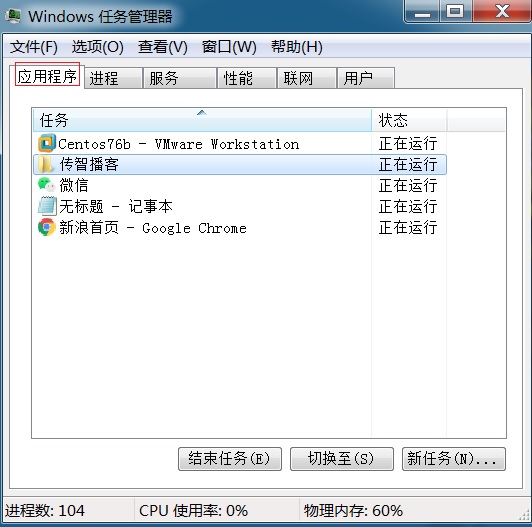 Windows 任务管理器
文件(F) 选项(O) 查看(V) 窗口(W) 帮助(H)
应用程序 进程 服务 性能 联网 用户
任务 状态
Centos76b - VMware Workstation 正在运行
传智播客 正在运行
微信 正在运行
无标题 - 记事本 正在运行
新浪首页 - Google Chrome 正在运行
结束任务(E) 切换至(S) 新任务(N)...
进程数: 104 CPU 使用率: 0% 物理内存: 60%